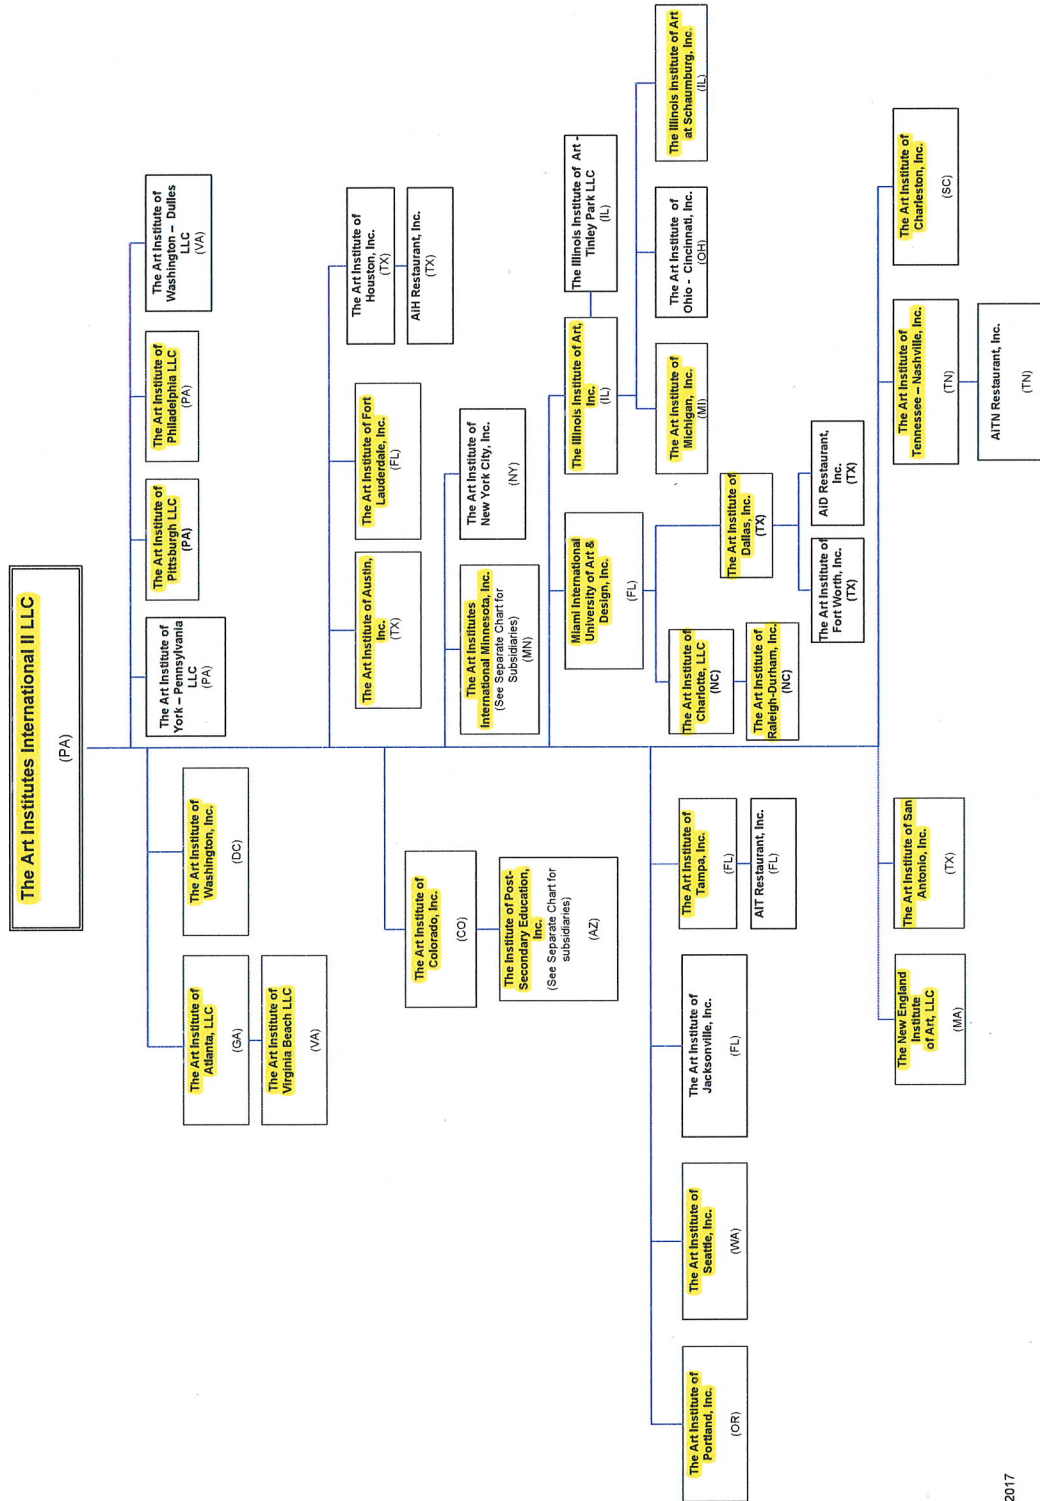 The Art Institutes International II LLC
(PA)
The Art Institute of
York – Pennsylvania
LLC
(PA)
The Art Institute of
Pittsburgh LLC
(PA)
The Art Institute of
Philadelphia LLC
(PA)
The Art Institute of
Washington – Dulles
LLC
(VA)
The Art Institute of
Atlanta, LLC
(GA)
The Art Institute of
Virginia Beach LLC
(VA)
The Art Institute of
Washington, Inc.
(DC)
The Art Institute of Austin,
Inc.
(TX)
The Art Institute of Fort
Lauderdale, Inc.
(FL)
The Art Institute of
Houston, Inc.
(TX)
AiH Restaurant, Inc.
(TX)
The Art Institute of
Colorado, Inc.
(CO)
The Institute of Post-
Secondary Education,
Inc.
(See Separate Chart for
subsidiaries)
(AZ)
The Art Institutes
International Minnesota, Inc.
(See Separate Chart for
Subsidiaries)
(MN)
The Art Institute of
New York City, Inc.
(NY)
Miami International
University of Art &
Design, Inc.
(FL)
The Art Institute of
Charlotte, LLC
(NC)
The Art Institute of
Raleigh-Durham, Inc.
(NC)
The Art Institute of
Dallas, Inc.
(TX)
The Art Institute of
Fort Worth, Inc.
(TX)
AiD Restaurant,
Inc.
(TX)
The Illinois Institute of Art,
Inc.
(IL)
The Illinois Institute of Art -
Tinley Park LLC
(IL)
The Art Institute of
Michigan, Inc.
(MI)
The Art Institute of
Ohio - Cincinnati, Inc.
(OH)
The Illinois Institute of Art
at Schaumburg, Inc.
(IL)
The Art Institute of
Portland, Inc.
(OR)
The Art Institute of
Seattle, Inc.
(WA)
The Art Institute of
Jacksonville, Inc.
(FL)
The Art Institute of
Tampa, Inc.
(FL)
AIT Restaurant, Inc.
(FL)
The New England
Institute
of Art, LLC
(MA)
The Art Institute of San
Antonio, Inc.
(TX)
The Art Institute of
Tennessee – Nashville, Inc.
(TN)
AiTN Restaurant, Inc.
(TN)
The Art Institute of
Charleston, Inc.
(SC)
2017